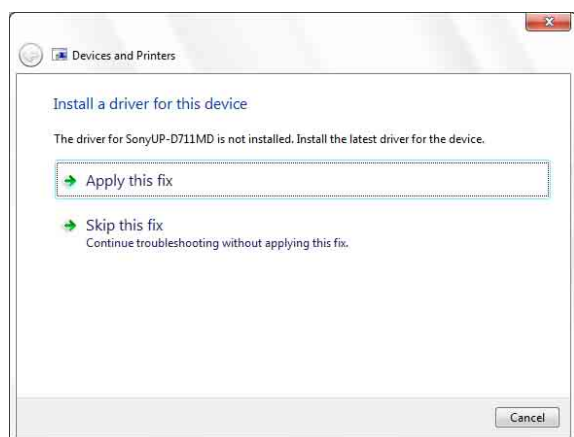 Devices and Printers
Install a driver for this device
The driver for SonyUP-D711MD is not installed. Install the latest driver for the device.
Apply this fix
Skip this fix
Continue troubleshooting without applying this fix.
Cancel